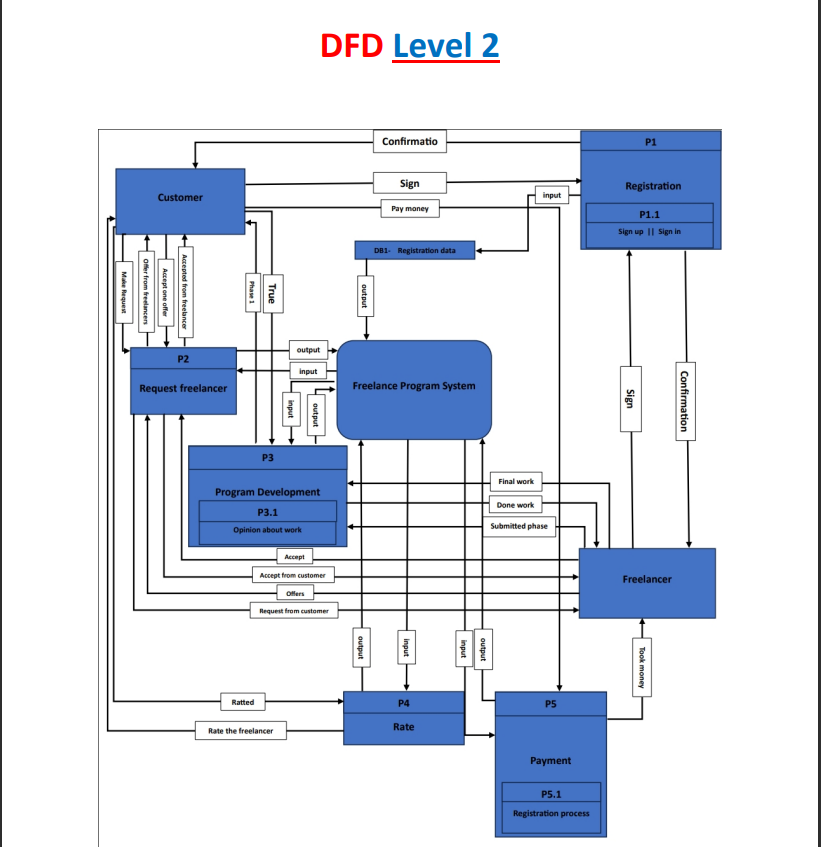 DFD Level 2
Confirmatio
P1
Registration
P1.1
Sign up || Sign in
Customer
Sign
input
Pay money
DB1- Registration data
Make Request
Offer from freelancers
Accept one offer
Accepted from freelancer
Phase 1
True
output
P2
Request freelancer
output
input
Freelance Program System
input
output
Sign
Confirmation
P3
Program Development
P3.1
Opinion about work
Final work
Done work
Submitted phase
Accept
Accept from customer
Offers
Request from customer
Freelancer
output
input
input
output
Took money
Ratted
Rate the freelancer
P4
Rate
P5
Payment
P5.1
Registration process